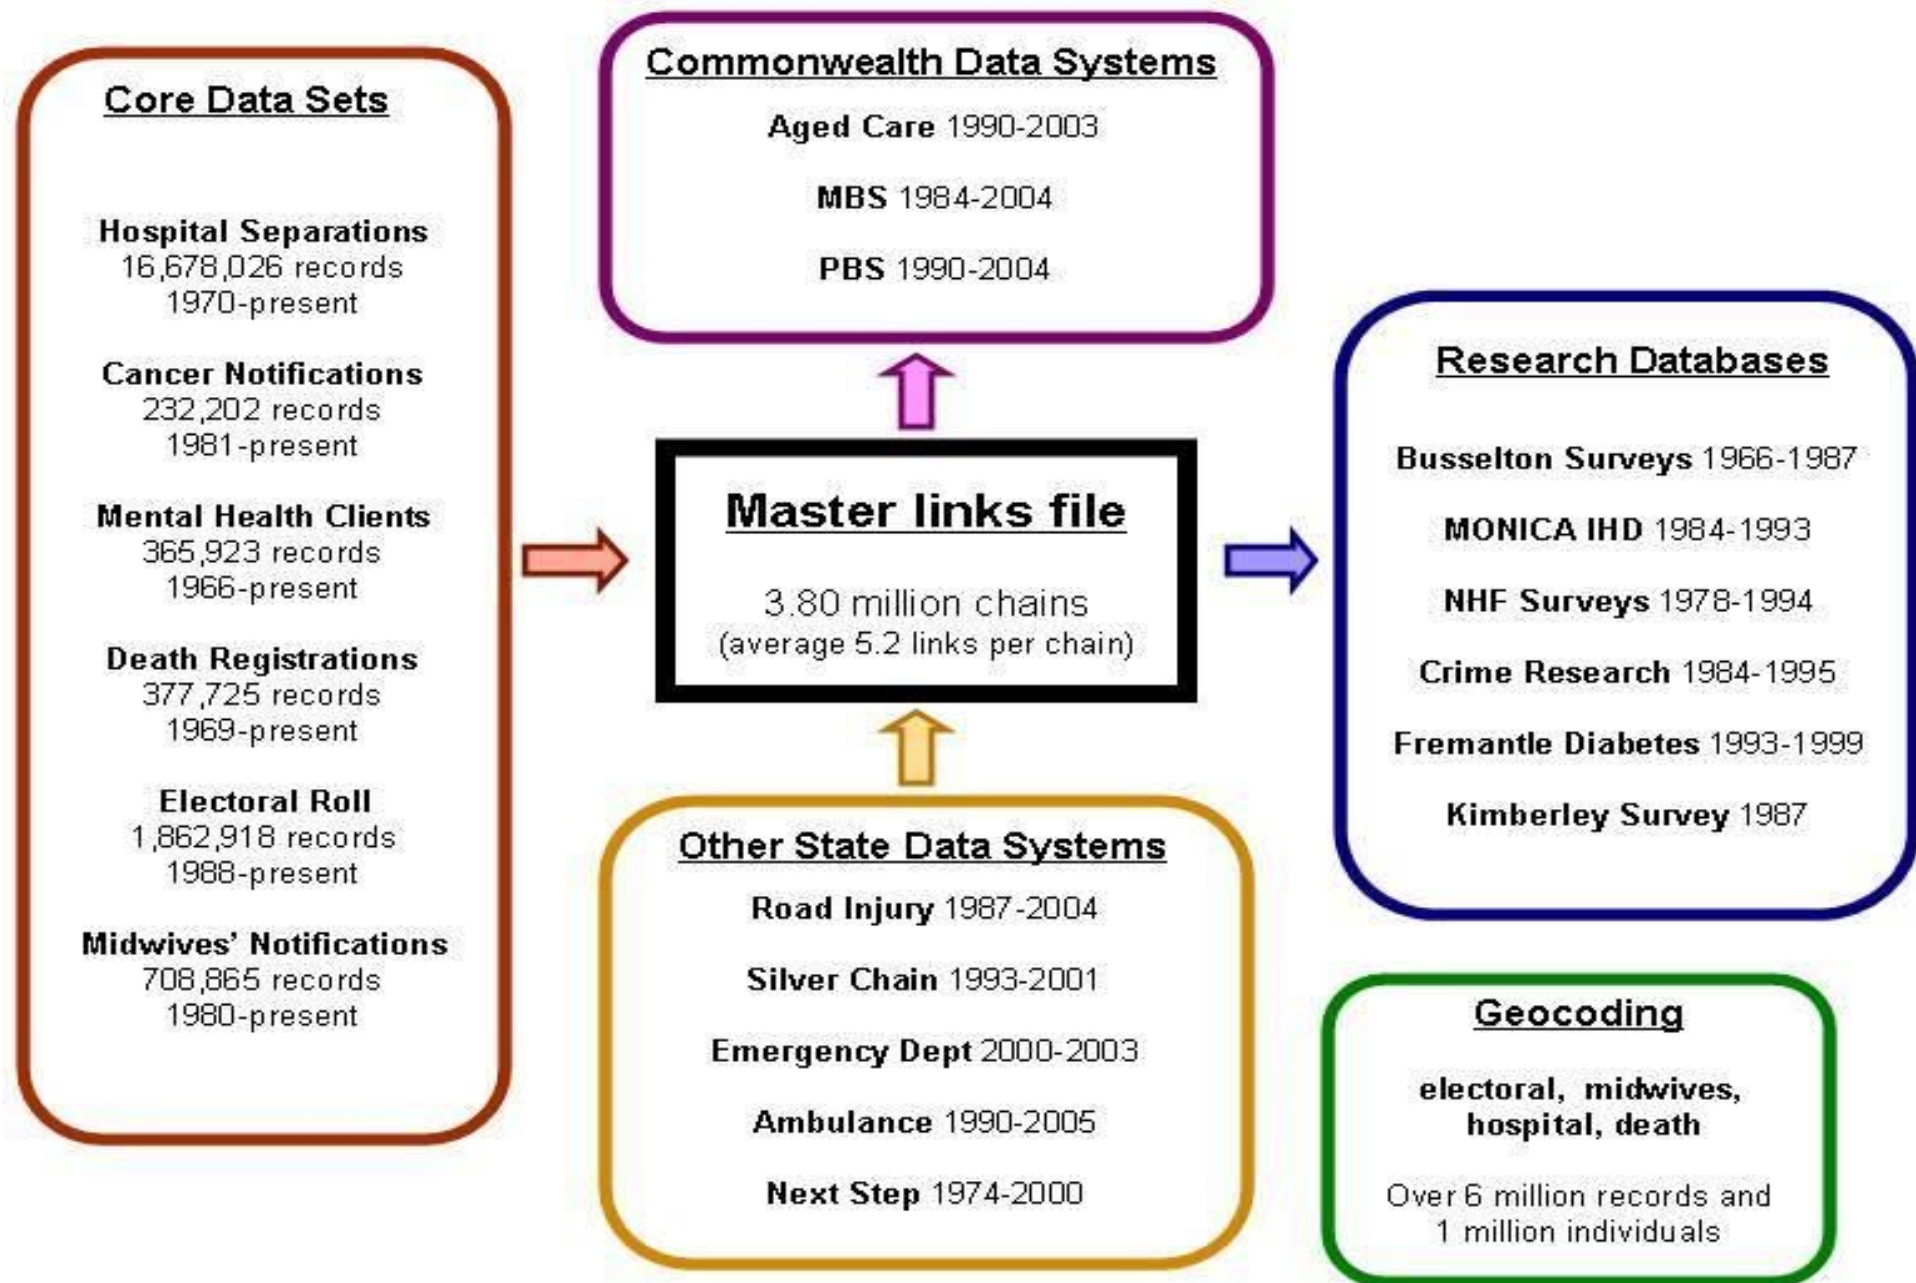 Core Data Sets
Hospital Separations
16,678,026 records
1970-present
Cancer Notifications
232,202 records
1981-present
Mental Health Clients
365,923 records
1966-present
Death Registrations
377,725 records
1969-present
Electoral Roll
1,862,918 records
1988-present
Midwives’ Notifications
708,865 records
1980-present
Commonwealth Data Systems
Aged Care 1990-2003
MBS 1984-2004
PBS 1990-2004
Master links file
3.80 million chains
(average 5.2 links per chain)
Other State Data Systems
Road Injury 1987-2004
Silver Chain 1993-2001
Emergency Dept 2000-2003
Ambulance 1990-2005
Next Step 1974-2000
Research Databases
Busselton Surveys 1966-1987
MONICA IHD 1984-1993
NHF Surveys 1978-1994
Crime Research 1984-1995
Fremantle Diabetes 1993-1999
Kimberley Survey 1987
Geocoding
electoral, midwives,
hospital, death
Over 6 million records and
1 million individuals